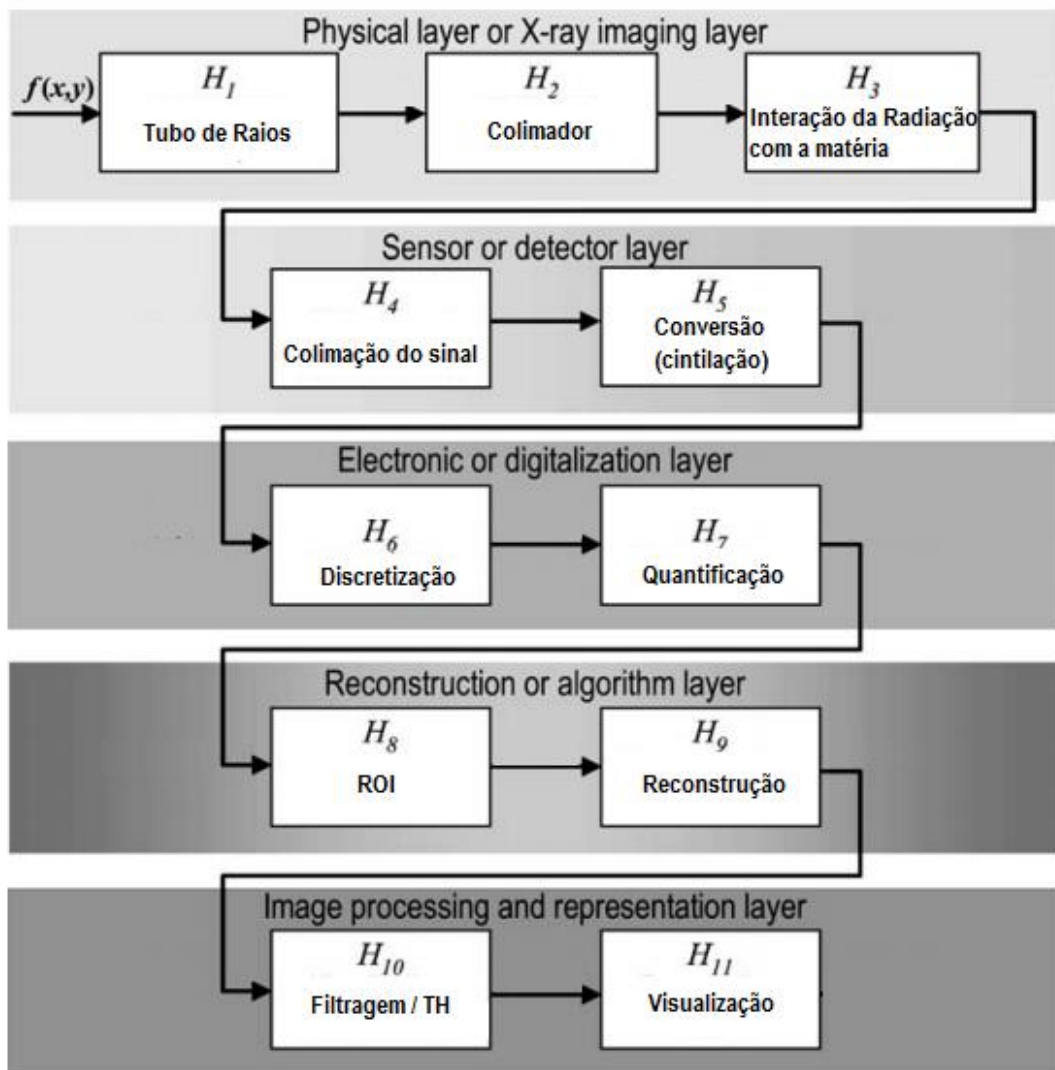 Physical layer or X-ray imaging layer
f(x,y)
H1
Tubo de Raios
H2
Colimador
H3
Interação da Radiação
com a matéria
Sensor or detector layer
H4
Colimação do sinal
H5
Conversão
(cintilação)
Electronic or digitalization layer
H6
Discretização
H7
Quantificação
Reconstruction or algorithm layer
H8
ROI
H9
Reconstrução
Image processing and representation layer
H10
Filtragem / TH
H11
Visualização